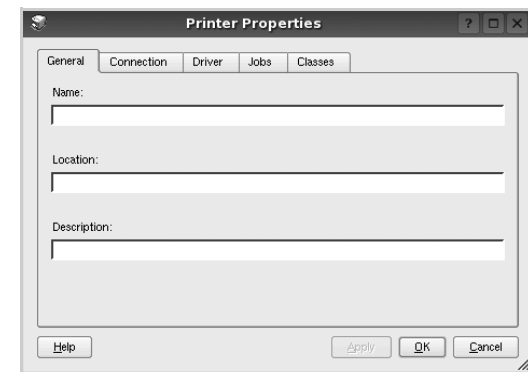 Printer Properties
?
General Connection Driver Jobs Classes
Name:
Location:
Description:
Help Apply OK Cancel